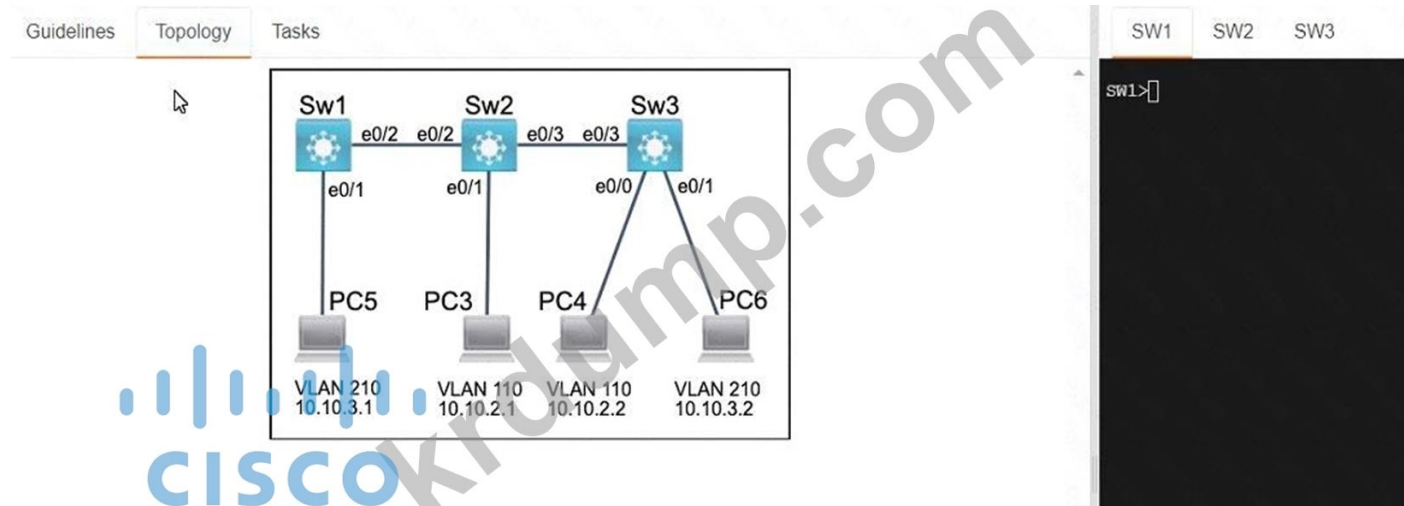 Guidelines Topology Tasks
SW1 SW2 SW3
SW1>
Sw1 Sw2 Sw3
e0/2 e0/2 e0/3 e0/3
e0/1 e0/1 e0/0 e0/1
PC5 PC3 PC4 PC6
VLAN 210 VLAN 110 VLAN 110 VLAN 210
10.10.3.1 10.10.2.1 10.10.2.2 10.10.3.2
CISCO
krdump.com